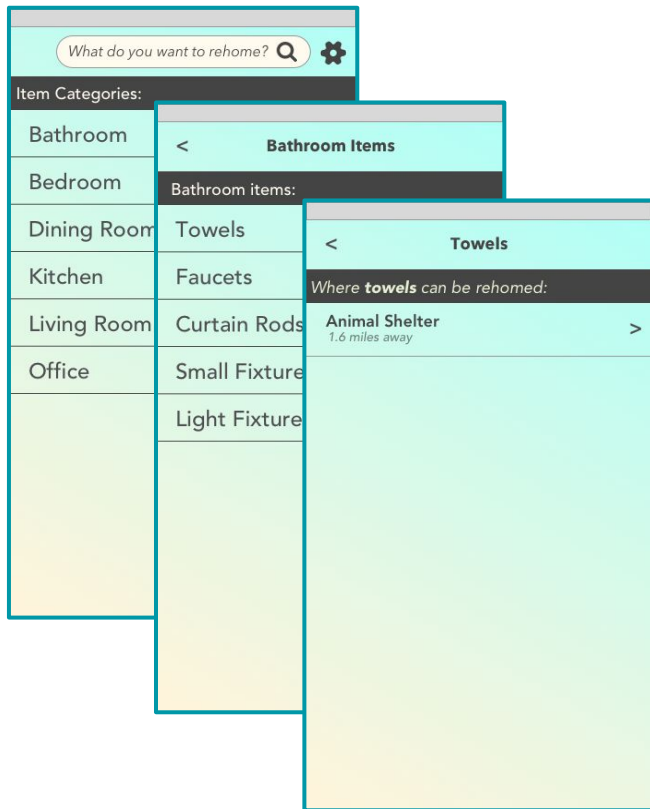 What do you want to rehome?
Item Categories:
Bathroom
Bedroom
Dining Room
Kitchen
Living Room
Office
< Bathroom Items
Bathroom items:
Towels
Faucets
Curtain Rods
Small Fixture
Light Fixture
< Towels
Where towels can be rehomed:
Animal Shelter >
1.6 miles away